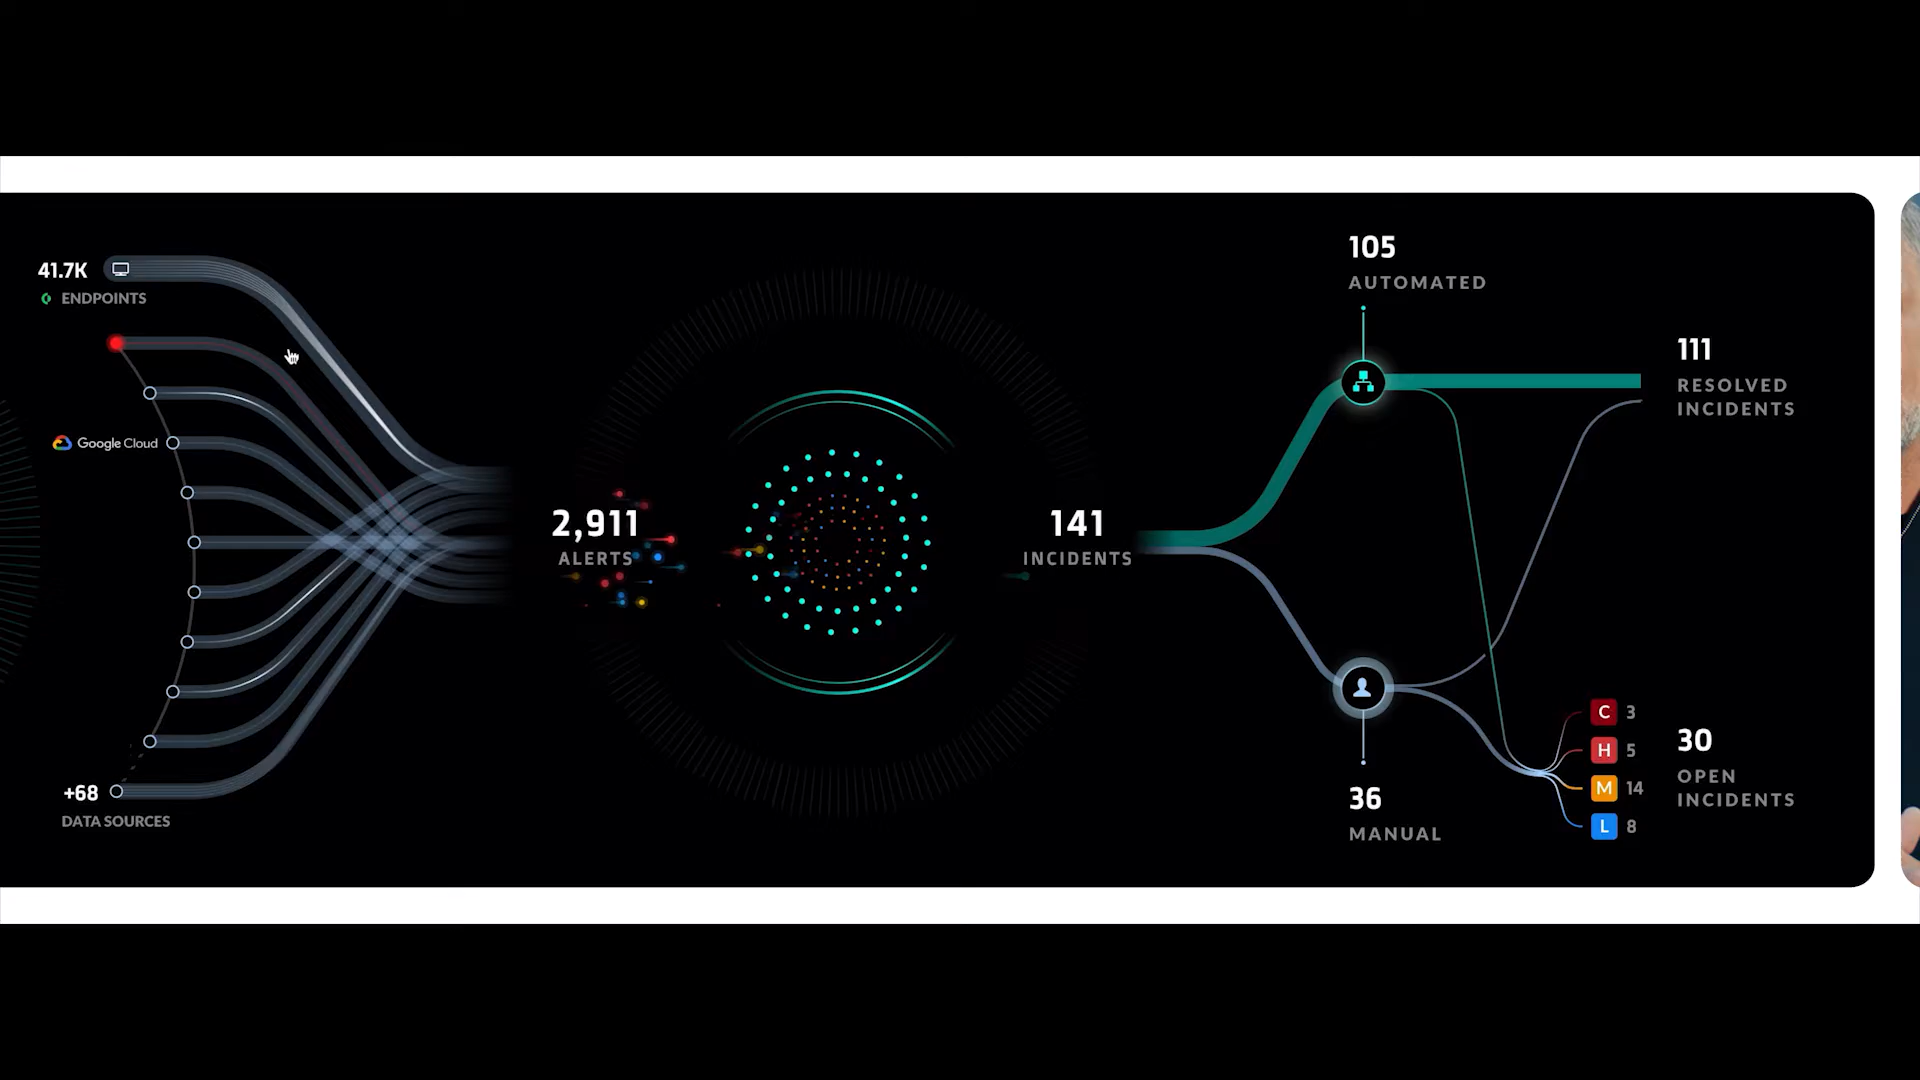 41.7K
ENDPOINTS
Google Cloud
+68
DATA SOURCES
2,911
ALERTS
141
INCIDENTS
105
AUTOMATED
36
MANUAL
111
RESOLVED
INCIDENTS
C 3
H 5
M 14
L 8
30
OPEN
INCIDENTS